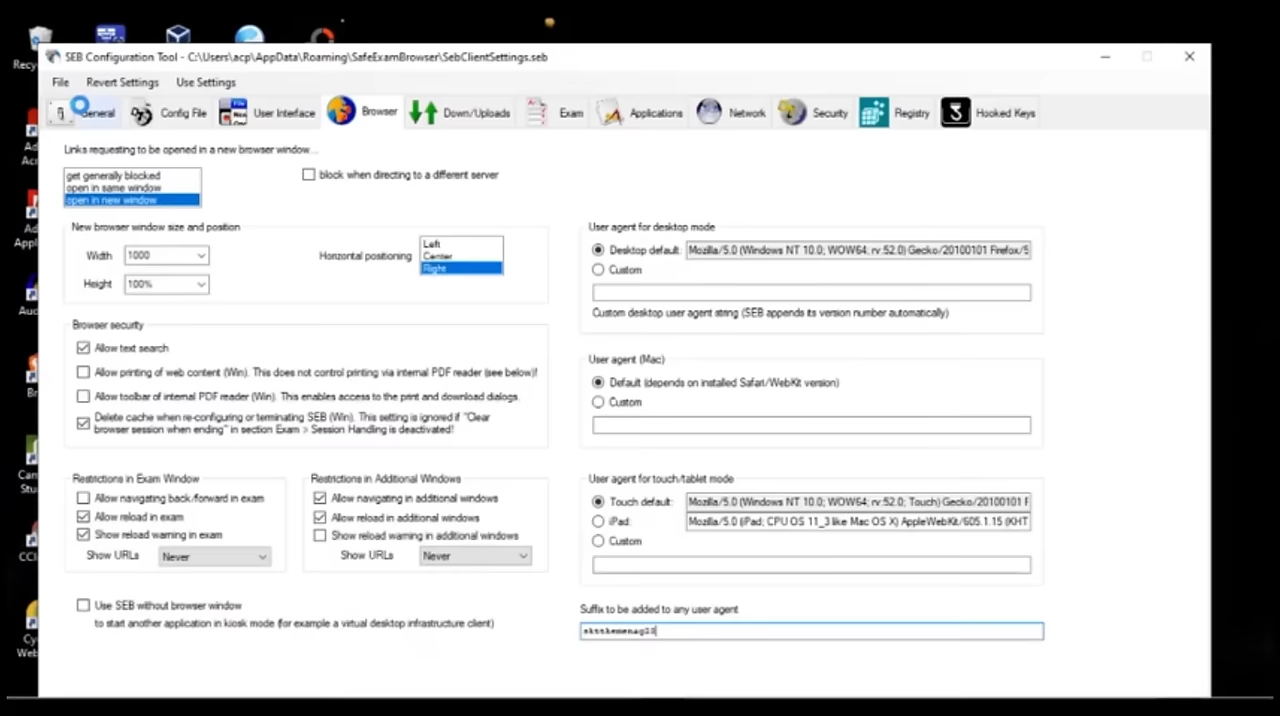 Recy
SEB Configuration Tool - C:\Users\acp\AppData\Roaming\SafeExamBrowser\SebClientSettings.seb
File Revert Settings Use Settings
General Config File User Interface Browser Down/Uploads Exam Applications Network Security Registry Hooked Keys
Links requesting to be opened in a new browser window...
get generally blocked
open in same window
open in new window
block when directing to a different server
New browser window size and position
Width 1000
Height 100%
Horizontal positioning
Left
Center
Right
Browser security
Allow text search
Allow printing of web content (Win). This does not control printing via internal PDF reader (see below)!
Allow toolbar of internal PDF reader (Win). This enables access to the print and download dialogs.
Delete cache when re-configuring or terminating SEB (Win). This setting is ignored if "Clear
browser session when ending" in section Exam > Session Handling is deactivated!
Restrictions in Exam Window
Allow navigating back/forward in exam
Allow reload in exam
Show reload warning in exam
Show URLs Never
Restrictions in Additional Windows
Allow navigating in additional windows
Allow reload in additional windows
Show reload warning in additional windows
Show URLs Never
Use SEB without browser window
to start another application in kiosk mode (for example a virtual desktop infrastructure client)
User agent for desktop mode
Desktop default: Mozilla/5.0 (Windows NT 10.0; WOW64; rv:52.0) Gecko/20100101 Firefox/5
Custom
Custom desktop user agent string (SEB appends its version number automatically)
User agent (Mac)
Default (depends on installed Safari/WebKit version)
Custom
User agent for touch/tablet mode
Touch default: Mozilla/5.0 (Windows NT 10.0; WOW64; rv:52.0; Touch) Gecko/20100101 F
iPad: Mozilla/5.0 (iPad; CPU OS 11_3 like Mac OS X) AppleWebKit/605.1.15 (KHT
Custom
Suffix to be added to any user agent